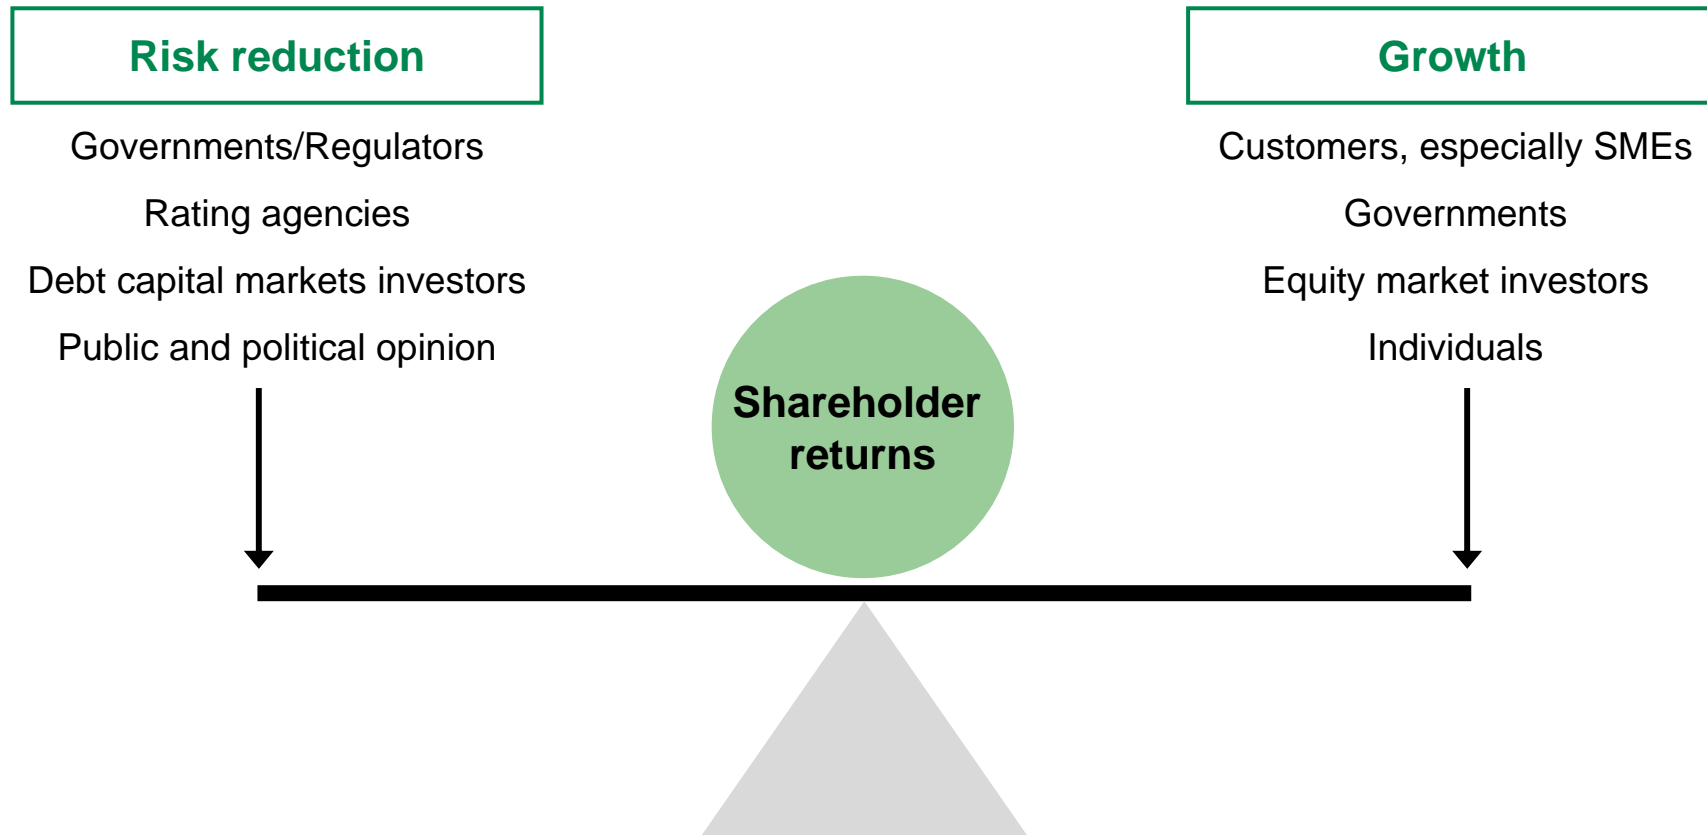 Risk reduction
Governments/Regulators
Rating agencies
Debt capital markets investors
Public and political opinion
Shareholder
returns
Growth
Customers, especially SMEs
Governments
Equity market investors
Individuals